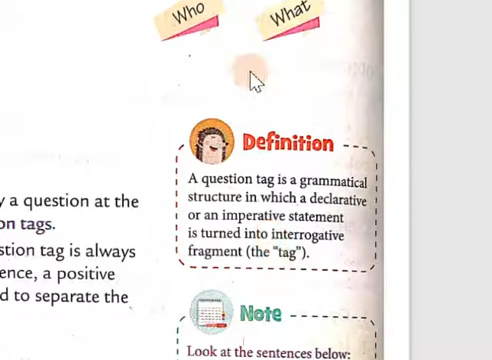 Who
What
Definition
A question tag is a grammatical
structure in which a declarative
or an imperative statement
is turned into interrogative
fragment (the "tag").
a question at the
on tags.
stion tag is always
ence, a positive
d to separate the
Note
Look at the sentences below: